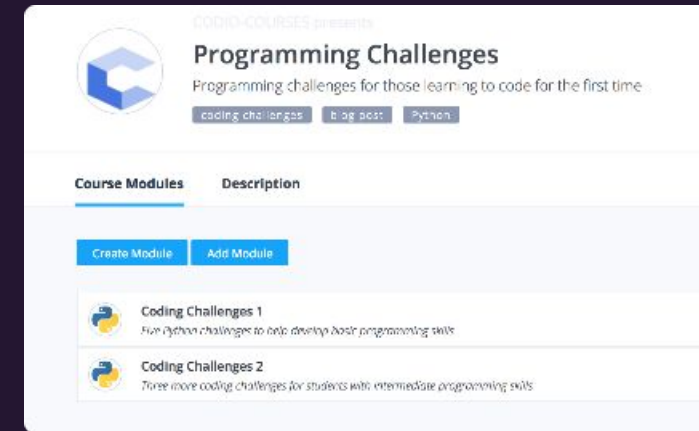 CODIO-COURSES presents
Programming Challenges
Programming challenges for those learning to code for the first time
coding challenges blog post Python
Course Modules Description
Create Module Add Module
Coding Challenges 1
Five Python challenges to help develop basic programming skills
Coding Challenges 2
Three more coding challenges for students with intermediate programming skills